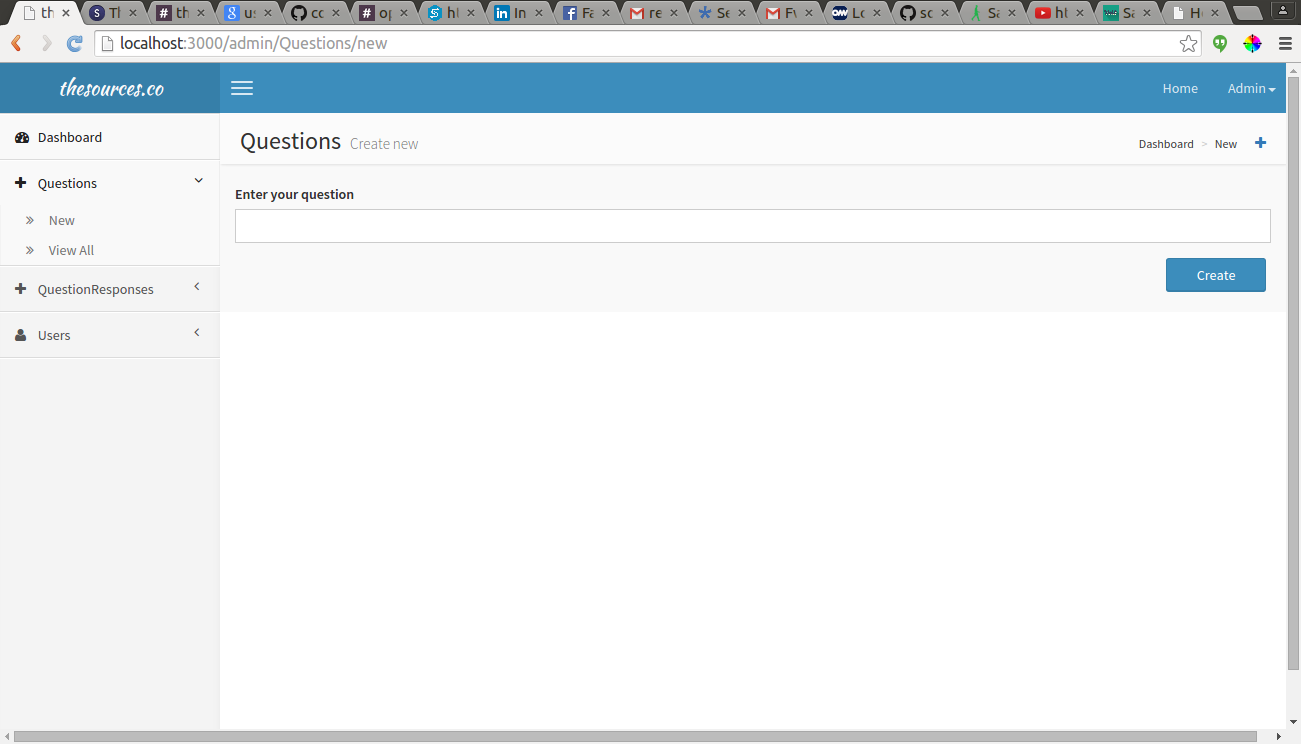 th Th th us cc op ht In Fa re Se Fv Lo sc Sa ht Sa He
localhost:3000/admin/Questions/new
thesources.co Home Admin
Dashboard
Questions Create new Dashboard > New
Questions
Enter your question
New
View All
Create
QuestionResponses
Users